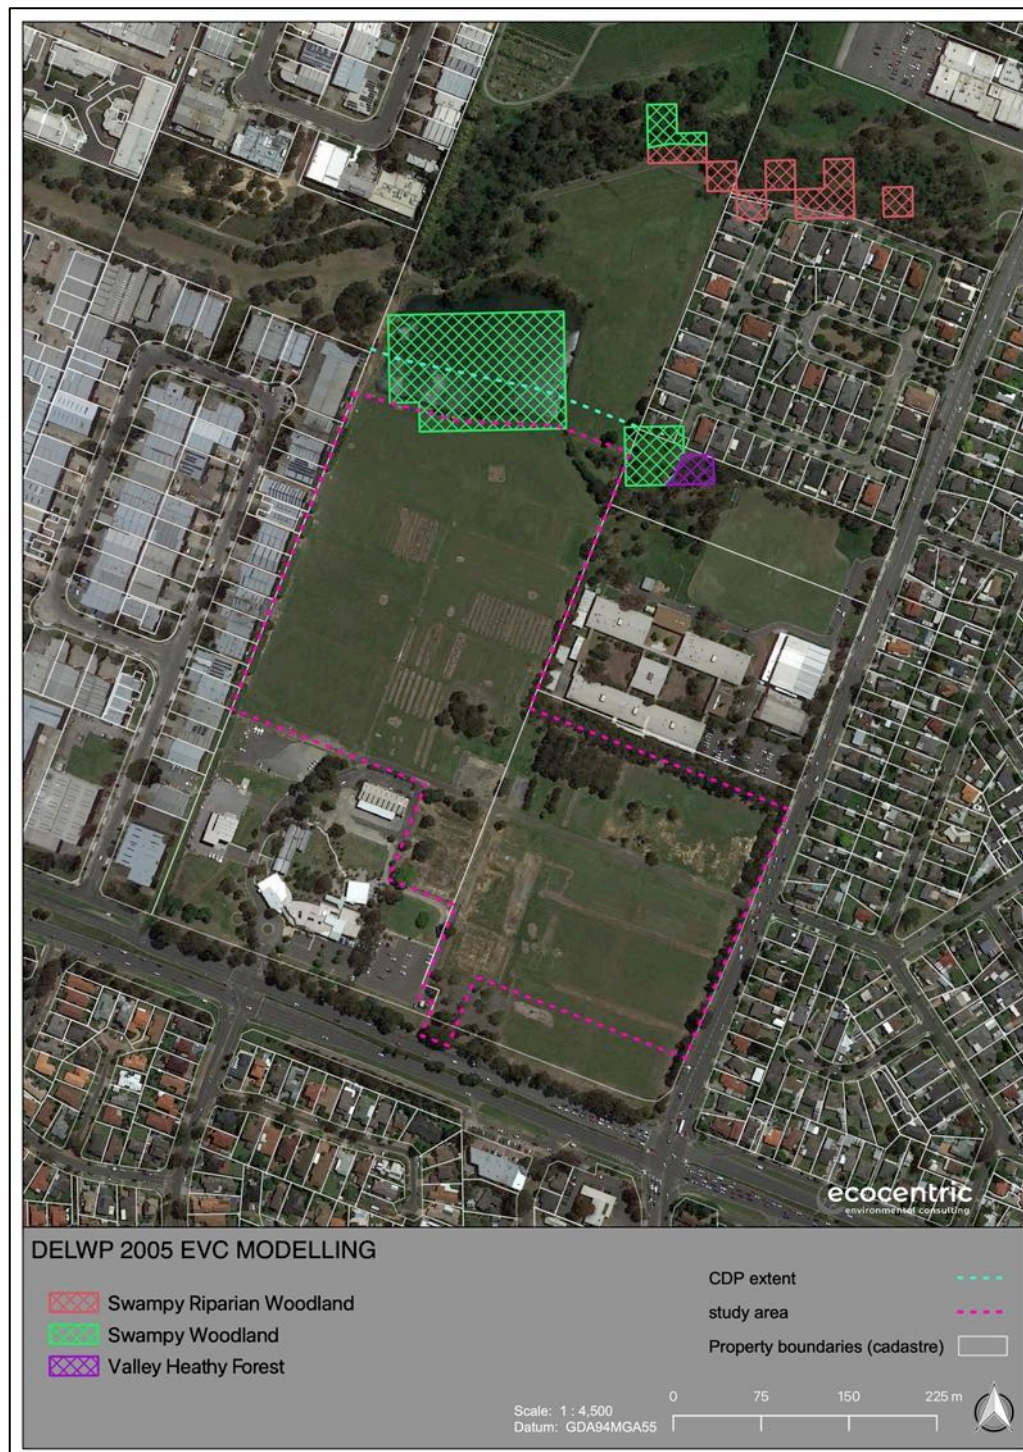 ecocentric
environmental consulting
DELWP 2005 EVC MODELLING
Swampy Riparian Woodland
Swampy Woodland
Valley Heathy Forest
CDP extent
study area
Property boundaries (cadastre)
0 75 150 225 m
Scale: 1 : 4,500
Datum: GDA94MGA55